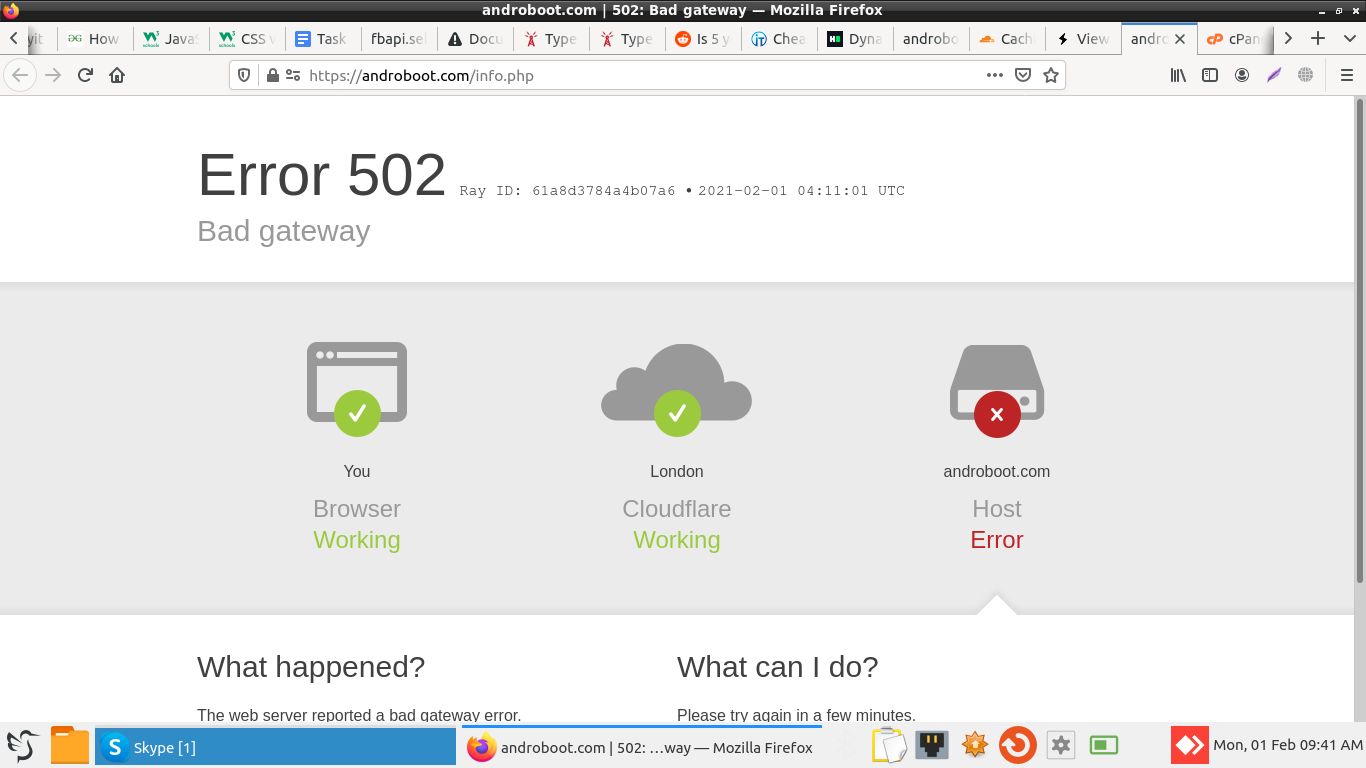 androboot.com | 502: Bad gateway — Mozilla Firefox
How
Java
CSS
Task
fbapi.se
Docu
Type
Type
Is 5 y
Chea
Dyna
androbo
Cach
View
andro
cPan
https://androboot.com/info.php
Error 502 Ray ID: 61a8d3784a4b07a6 • 2021-02-01 04:11:01 UTC
Bad gateway
You
London
androboot.com
Browser
Cloudflare
Host
Working
Working
Error
What happened?
What can I do?
The web server reported a bad gateway error.
Please try again in a few minutes.
Skype [1]
androboot.com | 502: ...way — Mozilla Firefox
Mon, 01 Feb 09:41 AM